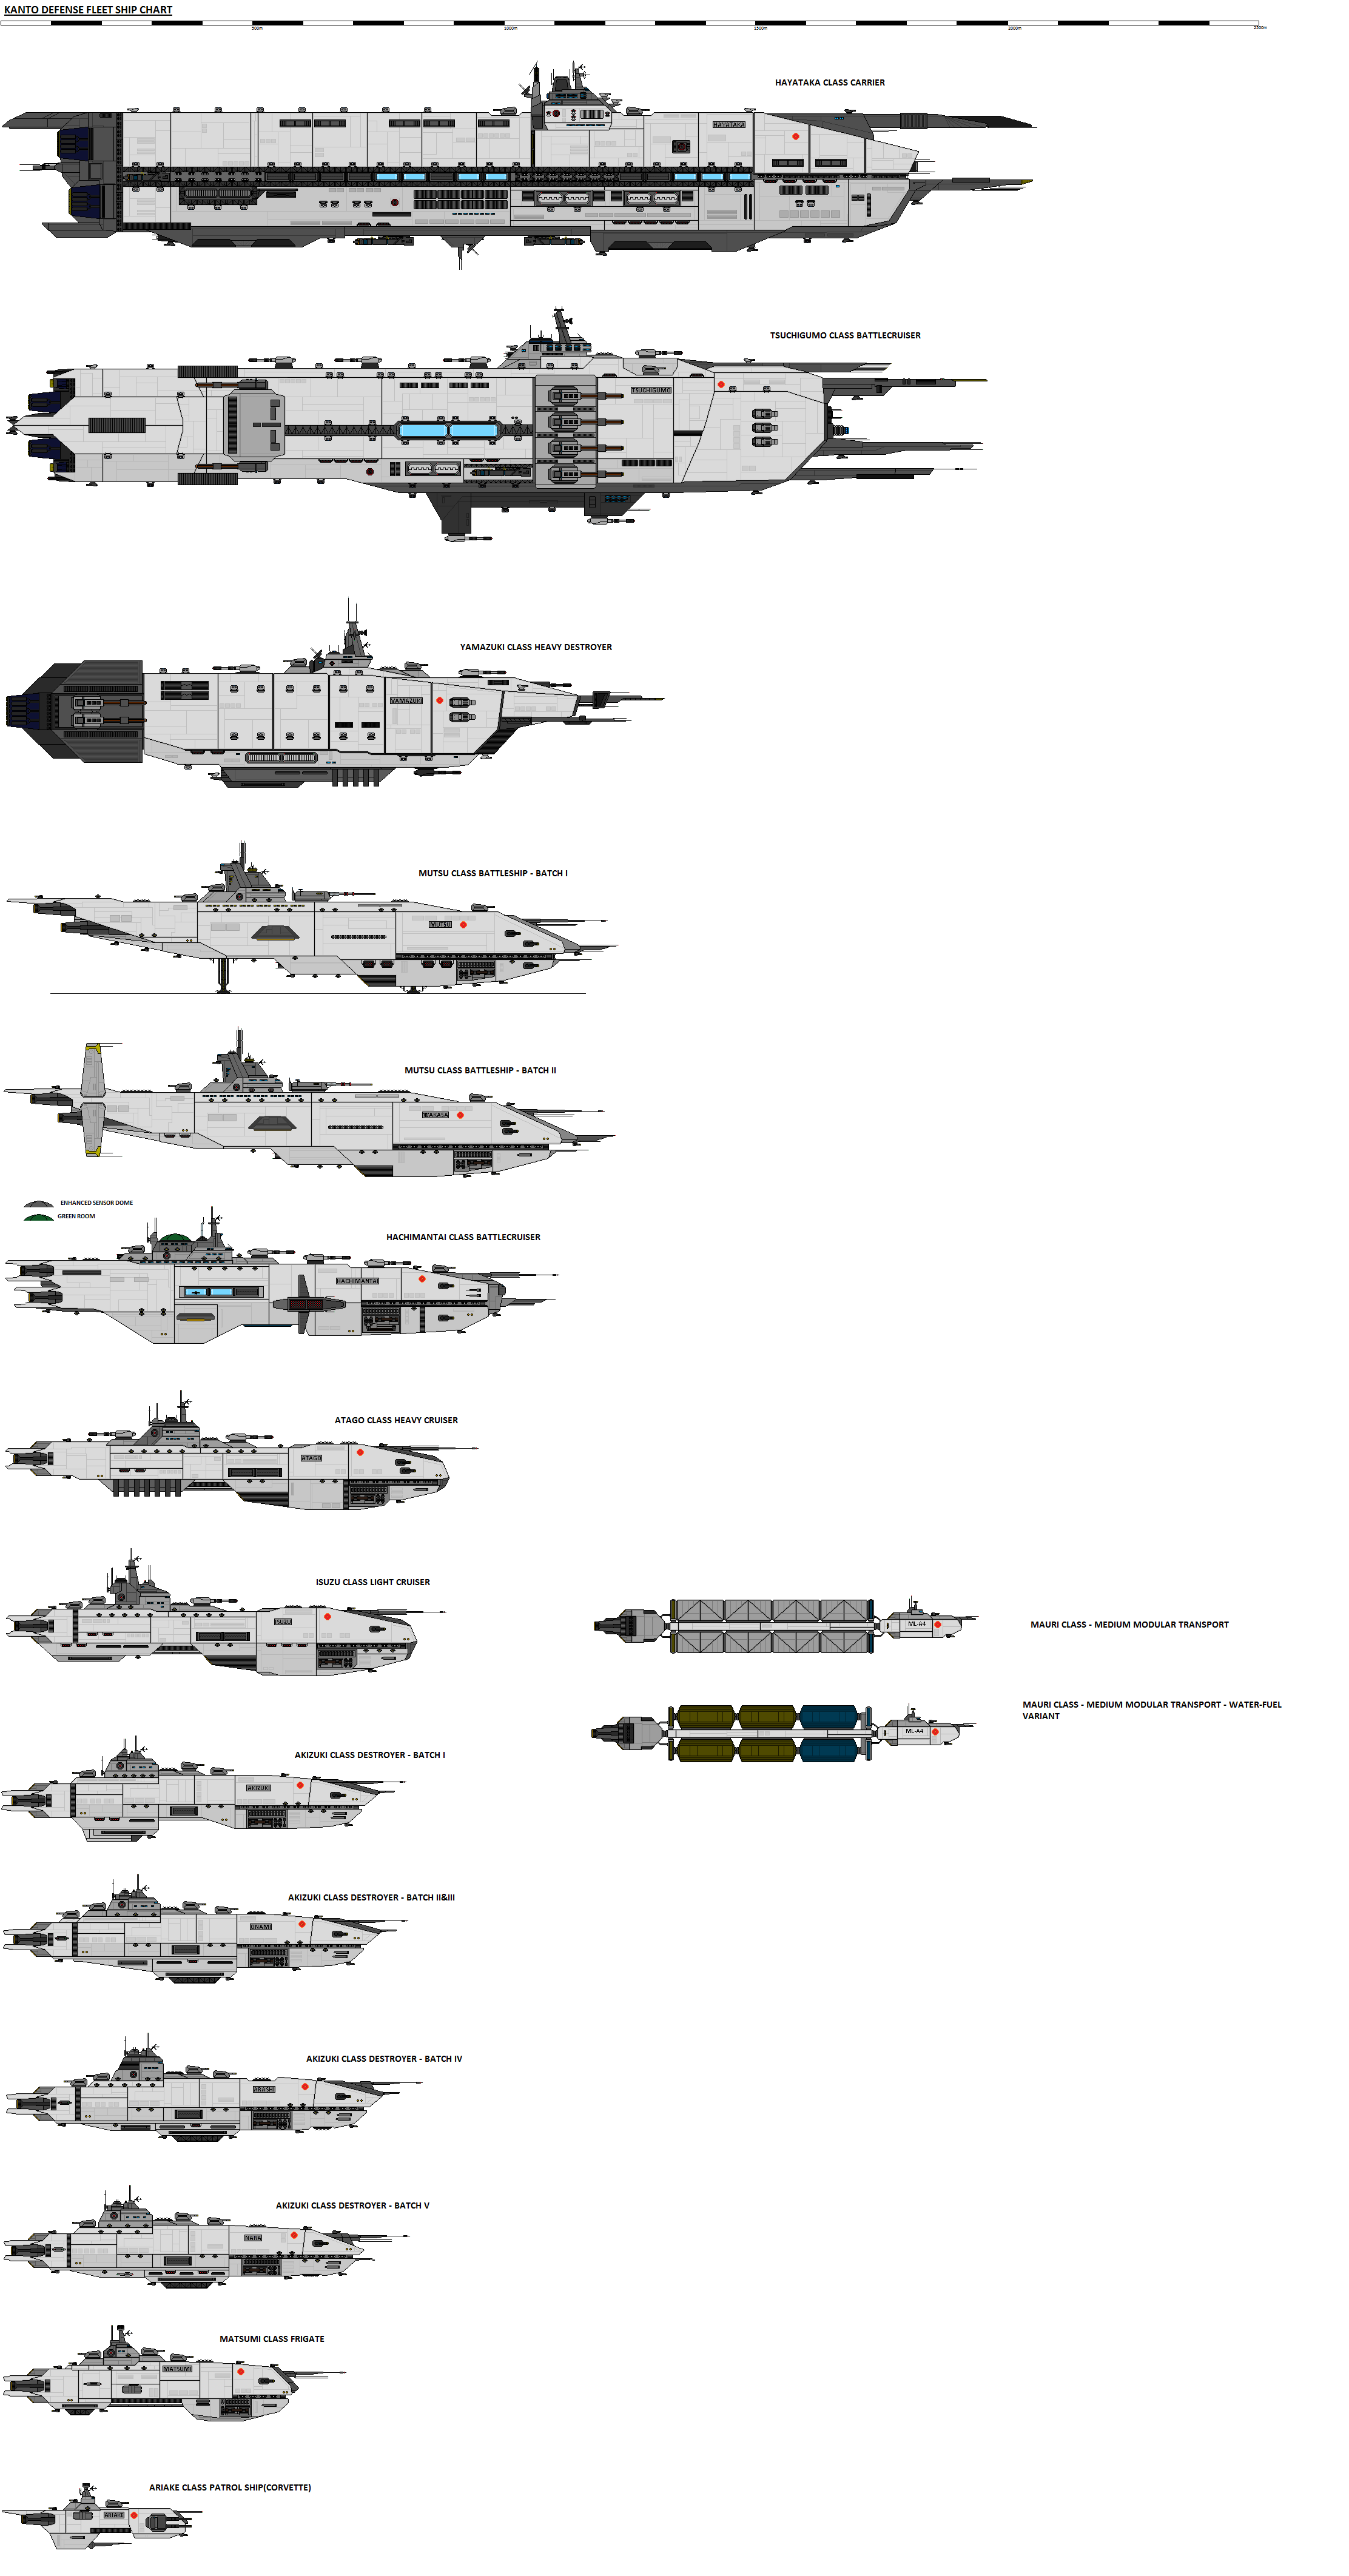 KANTO DEFENSE FLEET SHIP CHART
500m
1000m
1500m
2000m
2500m
HAYATAKA CLASS CARRIER
HAYATAKA
TSUCHIGUMO CLASS BATTLECRUISER
TSUCHIGUMO
YAMAZUKI CLASS HEAVY DESTROYER
YAMAZUKI
MUTSU CLASS BATTLESHIP - BATCH I
MUTSU
MUTSU CLASS BATTLESHIP - BATCH II
WAKASA
ENHANCED SENSOR DOME
GREEN ROOM
HACHIMANTAI CLASS BATTLECRUISER
HACHIMANTAI
ATAGO CLASS HEAVY CRUISER
ATAGO
ISUZU CLASS LIGHT CRUISER
ISUZU
MAURI CLASS - MEDIUM MODULAR TRANSPORT
ML-A4
MAURI CLASS - MEDIUM MODULAR TRANSPORT - WATER-FUEL
VARIANT
ML-A4
AKIZUKI CLASS DESTROYER - BATCH I
AKIZUKI
AKIZUKI CLASS DESTROYER - BATCH II&III
ONAMI
AKIZUKI CLASS DESTROYER - BATCH IV
ARASHI
AKIZUKI CLASS DESTROYER - BATCH V
NARA
MATSUMI CLASS FRIGATE
MATSUMI
ARIAKE CLASS PATROL SHIP(CORVETTE)
ARIAKE